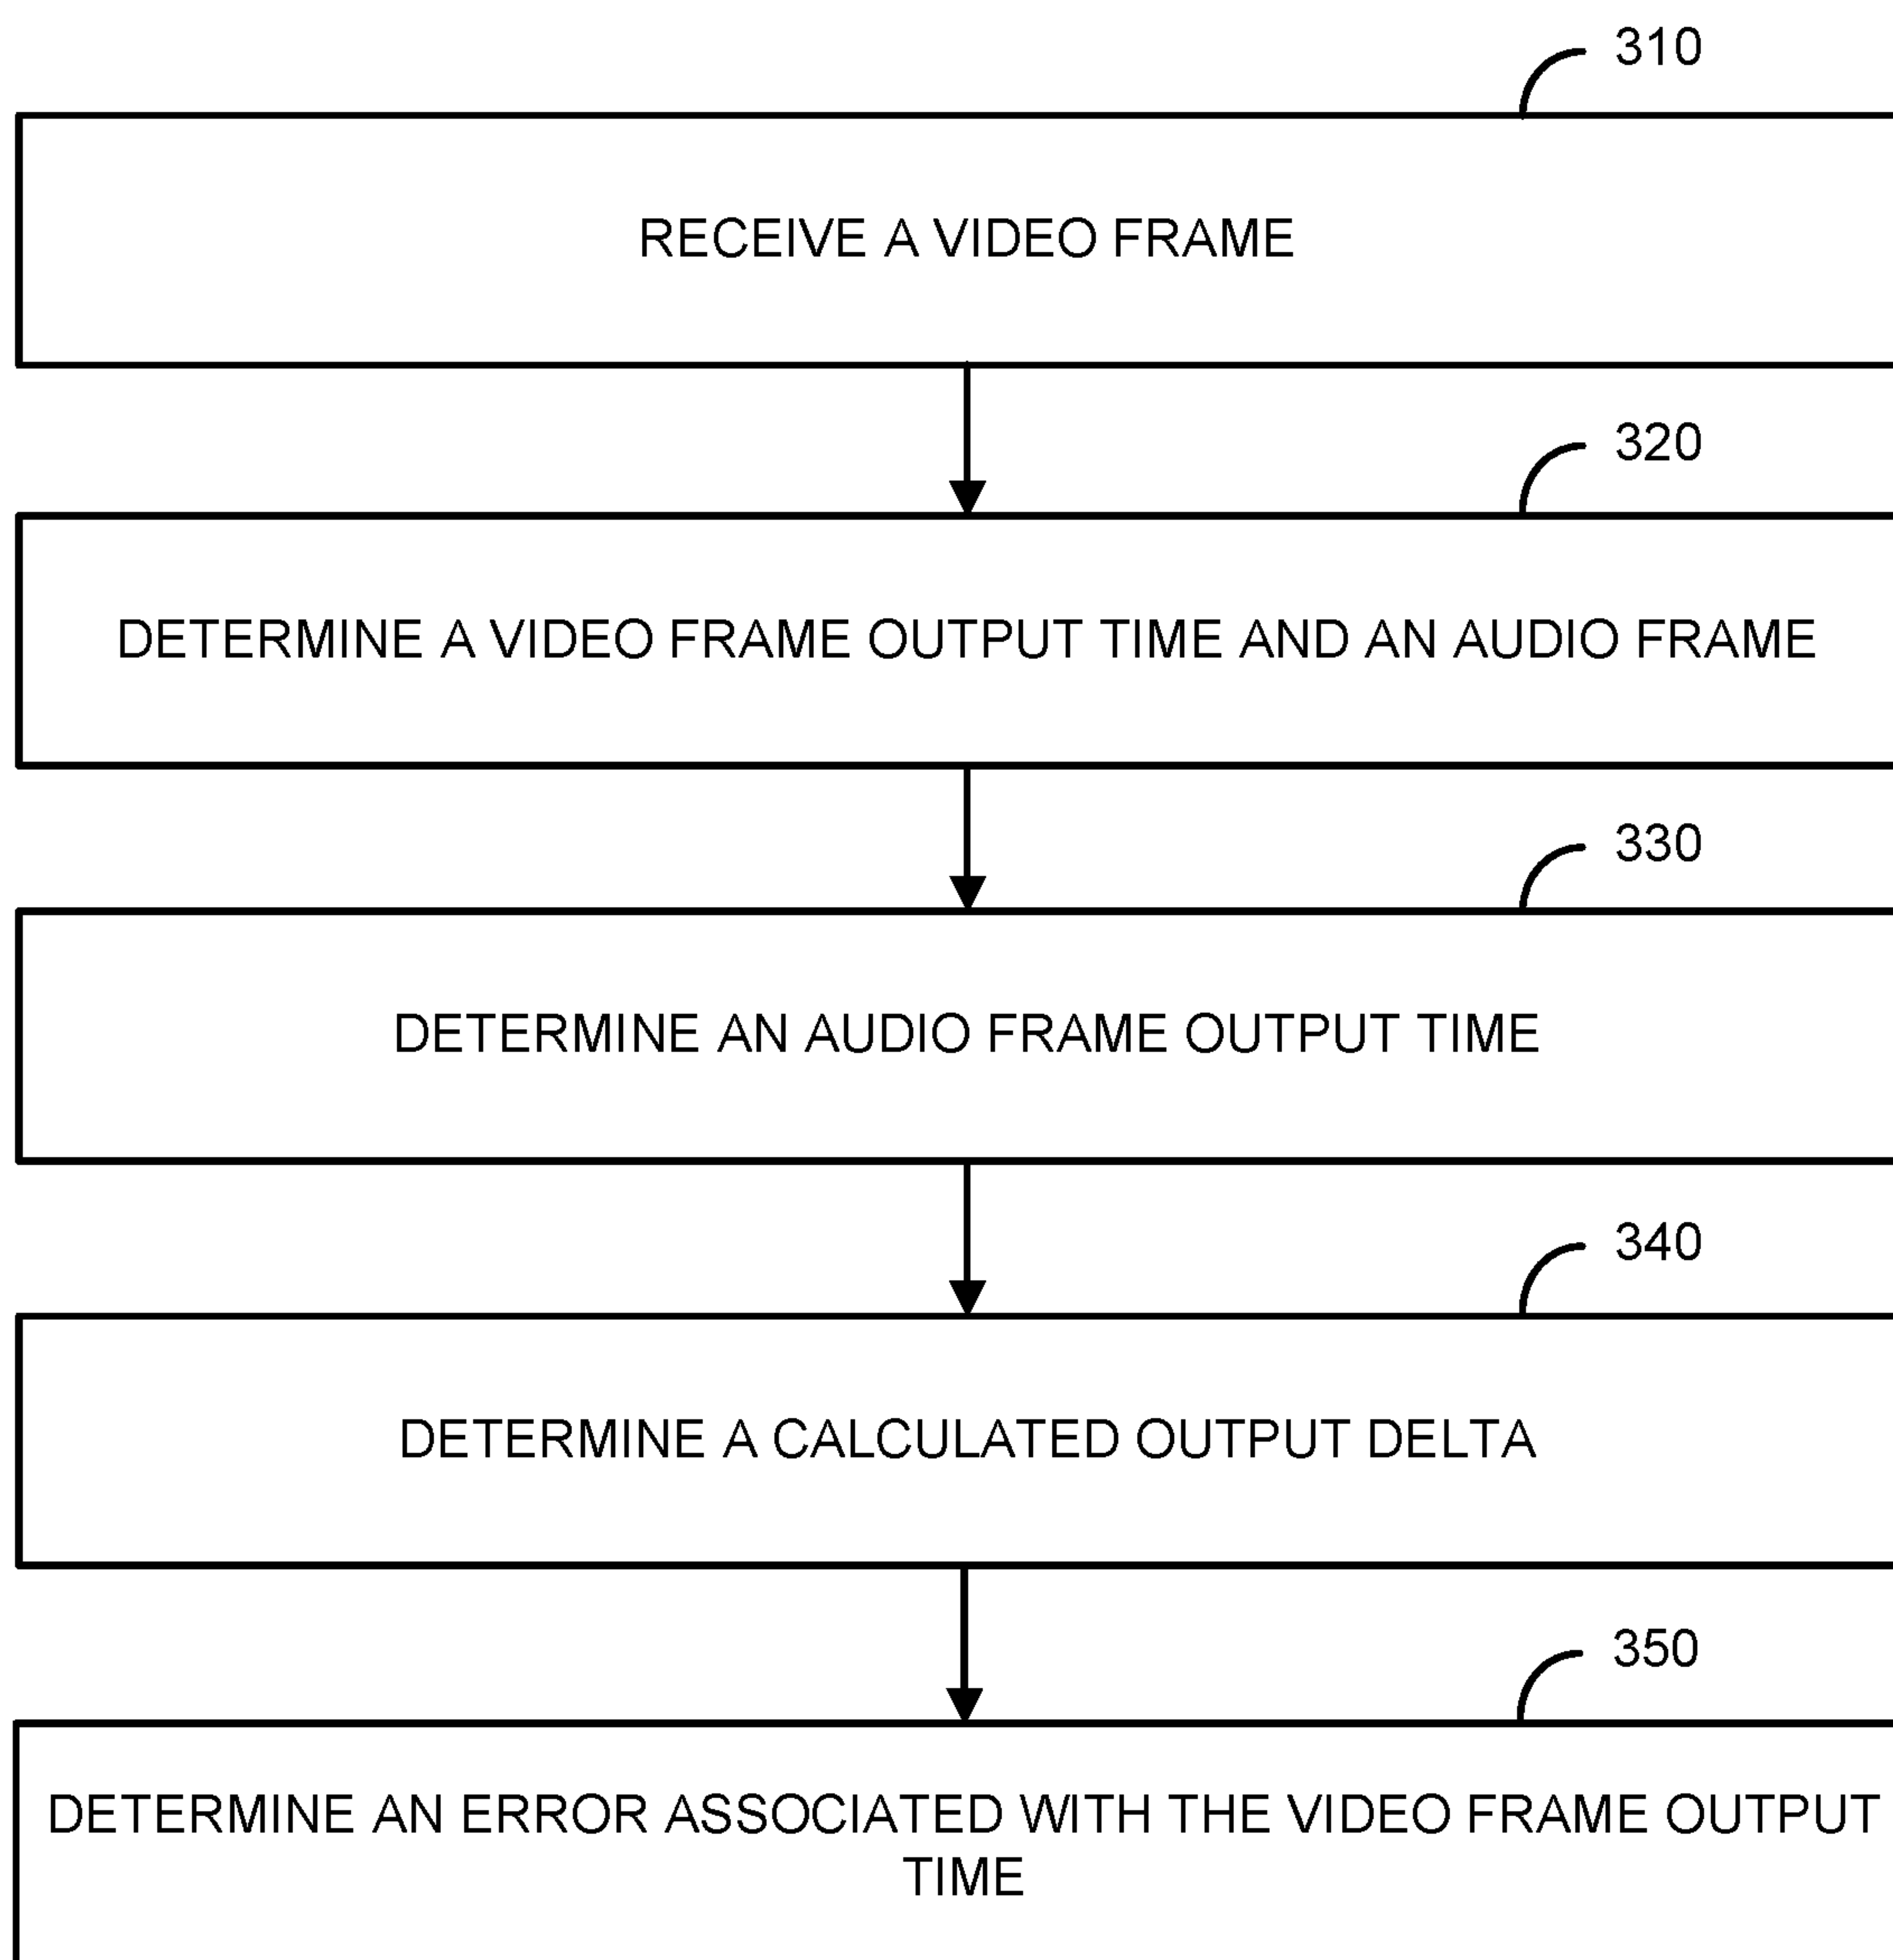 310
RECEIVE A VIDEO FRAME
320
DETERMINE A VIDEO FRAME OUTPUT TIME AND AN AUDIO FRAME
330
DETERMINE AN AUDIO FRAME OUTPUT TIME
340
DETERMINE A CALCULATED OUTPUT DELTA
350
DETERMINE AN ERROR ASSOCIATED WITH THE VIDEO FRAME OUTPUT
TIME